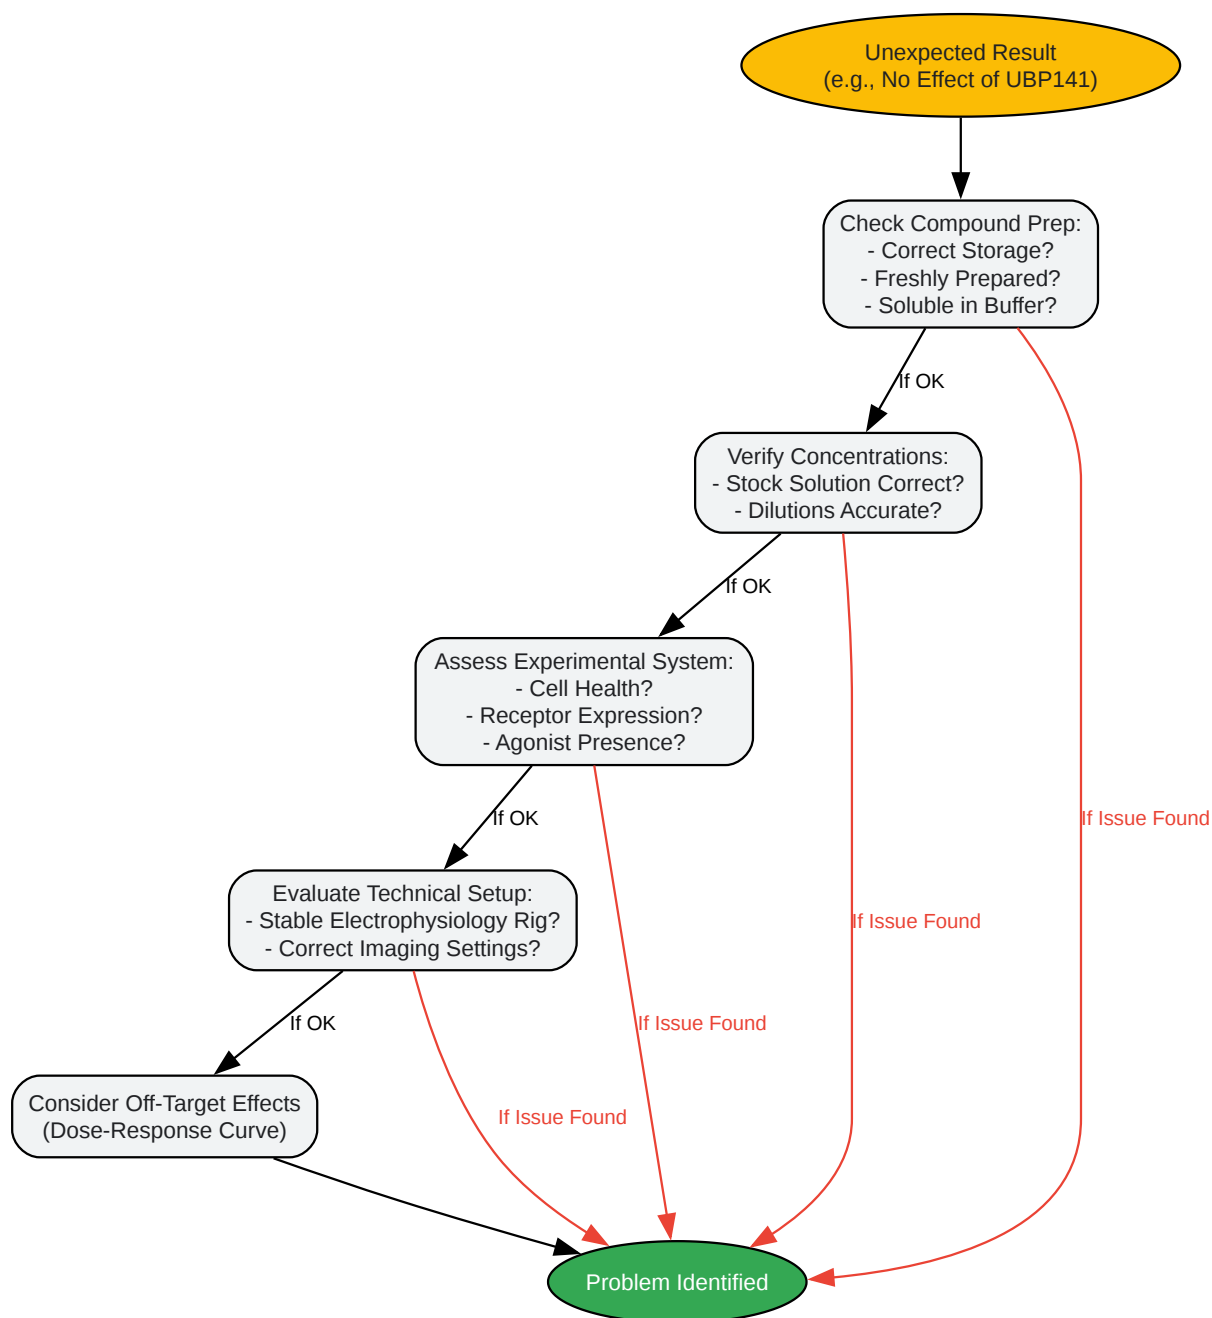 Unexpected Result
(e.g., No Effect of UBP141)
Check Compound Prep:
- Correct Storage?
- Freshly Prepared?
- Soluble in Buffer?
If OK
Verify Concentrations:
- Stock Solution Correct?
- Dilutions Accurate?
If OK
Assess Experimental System:
- Cell Health?
- Receptor Expression?
- Agonist Presence?
If OK
If Issue Found
Evaluate Technical Setup:
- Stable Electrophysiology Rig?
- Correct Imaging Settings?
If Issue Found
If OK
If Issue Found
Consider Off-Target Effects
(Dose-Response Curve)
If Issue Found
Problem Identified